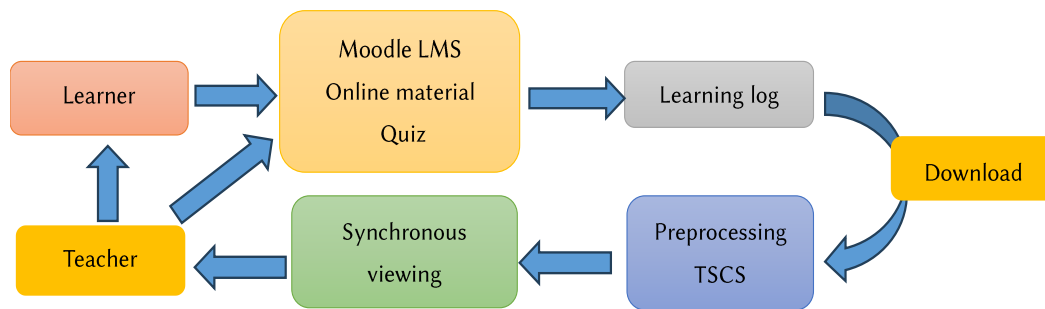 Learner
Moodle LMS
Online material
Quiz
Learning log
Download
Teacher
Synchronous
viewing
Preprocessing
TSCS